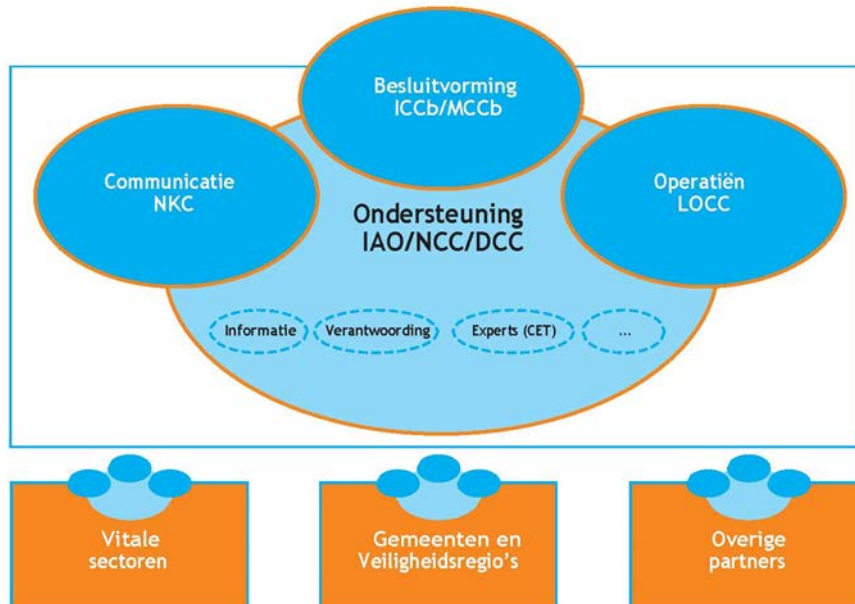 Besluitvorming
ICCb/MCCb
Communicatie
NKC
Operatiën
LOCC
Ondersteuning
IAO/NCC/DCC
Informatie
Verantwoording
Experts (CET)
...
Vitale
sectoren
Gemeenten en
Veiligheidsregio's
Overige
partners